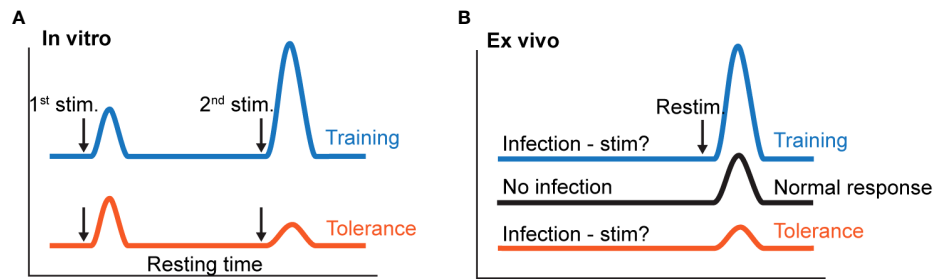 A
In vitro
1st stim.
2nd stim.
Training
Tolerance
Resting time
B
Ex vivo
Restim.
Infection - stim?
Training
No infection
Normal response
Infection - stim?
Tolerance